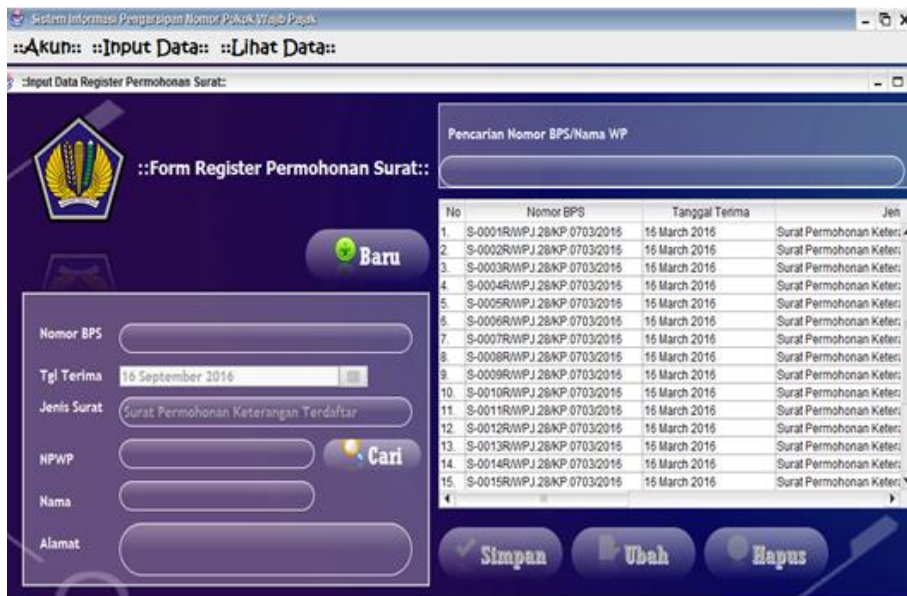 Sistem Informasi Pengarsipan Nomor Pokok Wajib Pajak
::Akun:: ::Input Data:: ::Lihat Data::
::Input Data Register Permohonan Surat::
::Form Register Permohonan Surat::
Baru
Nomor BPS
Tgl Terima 16 September 2016
Jenis Surat Surat Permohonan Keterangan Terdaftar
NPWP Cari
Nama
Alamat
Pencarian Nomor BPS/Nama WP
No Nomor BPS Tanggal Terima Jen
1. S-0001R/WPJ.28/KP.0703/2016 16 March 2016 Surat Permohonan Ketera
2. S-0002R/WPJ.28/KP.0703/2016 16 March 2016 Surat Permohonan Ketera
3. S-0003R/WPJ.28/KP.0703/2016 16 March 2016 Surat Permohonan Ketera
4. S-0004R/WPJ.28/KP.0703/2016 16 March 2016 Surat Permohonan Ketera
5. S-0005R/WPJ.28/KP.0703/2016 16 March 2016 Surat Permohonan Ketera
6. S-0006R/WPJ.28/KP.0703/2016 16 March 2016 Surat Permohonan Ketera
7. S-0007R/WPJ.28/KP.0703/2016 16 March 2016 Surat Permohonan Ketera
8. S-0008R/WPJ.28/KP.0703/2016 16 March 2016 Surat Permohonan Ketera
9. S-0009R/WPJ.28/KP.0703/2016 16 March 2016 Surat Permohonan Ketera
10. S-0010R/WPJ.28/KP.0703/2016 16 March 2016 Surat Permohonan Ketera
11. S-0011R/WPJ.28/KP.0703/2016 16 March 2016 Surat Permohonan Ketera
12. S-0012R/WPJ.28/KP.0703/2016 16 March 2016 Surat Permohonan Ketera
13. S-0013R/WPJ.28/KP.0703/2016 16 March 2016 Surat Permohonan Ketera
14. S-0014R/WPJ.28/KP.0703/2016 16 March 2016 Surat Permohonan Ketera
15. S-0015R/WPJ.28/KP.0703/2016 16 March 2016 Surat Permohonan Ketera
Simpan Ubah Hapus